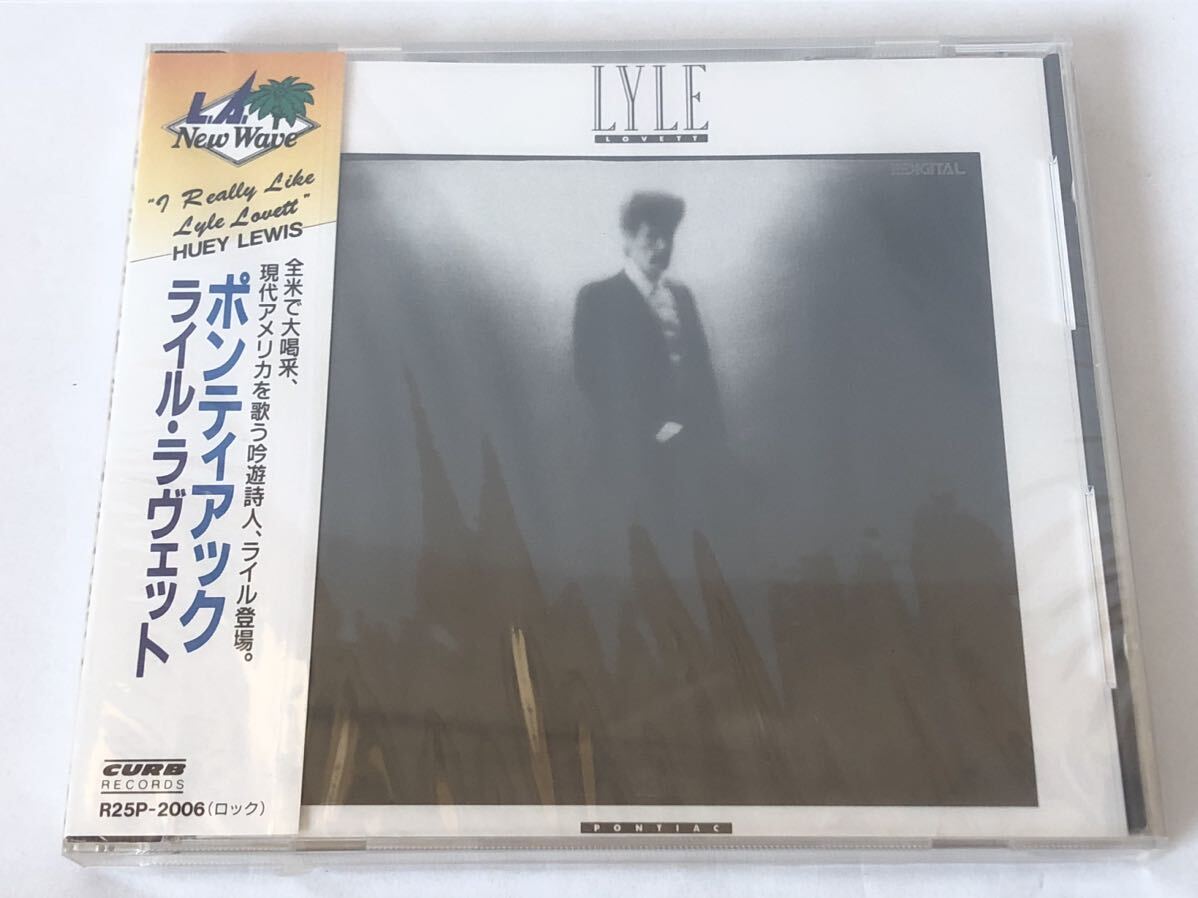 L.A.
New Wave
"I Really Like
Lyle Lovett"
HUEY LEWIS
全米で大喝采、
現代アメリカを歌う吟遊詩人、ライル登場。
ポンティアック
ライル・ラヴェット
CURB
RECORDS
R25P-2006(ロック)
LYLE
LOVETT
DIGITAL
PONTIAC